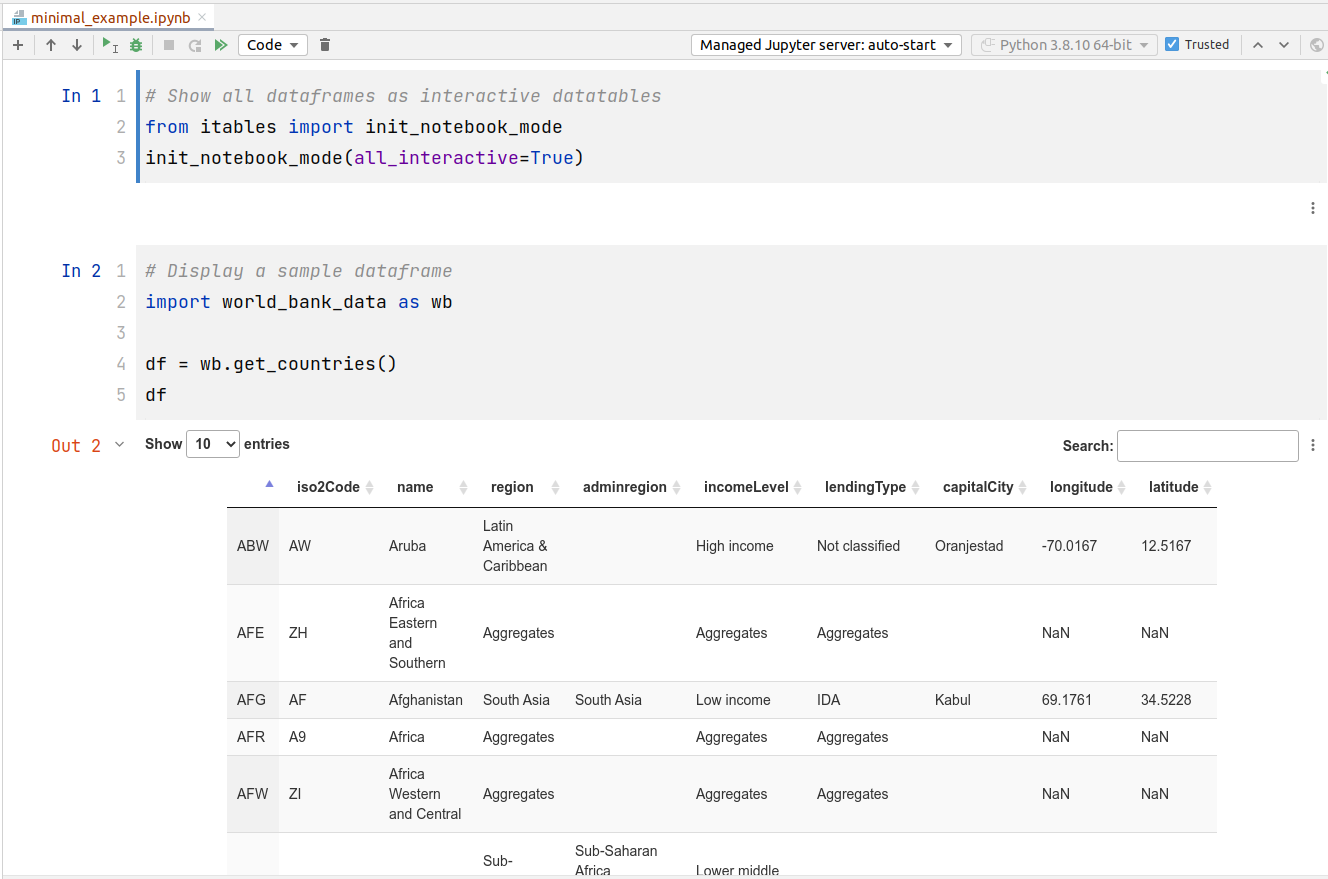 minimal_example.ipynb
Code
Managed Jupyter server: auto-start
Python 3.8.10 64-bit
Trusted
In 1
1 # Show all dataframes as interactive datatables
2 from itables import init_notebook_mode
3 init_notebook_mode(all_interactive=True)
In 2
1 # Display a sample dataframe
2 import world_bank_data as wb
3
4 df = wb.get_countries()
5 df
Out 2
Show 10 entries
Search:
iso2Code name region adminregion incomeLevel lendingType capitalCity longitude latitude
ABW AW Aruba Latin America & Caribbean High income Not classified Oranjestad -70.0167 12.5167
AFE ZH Africa Eastern and Southern Aggregates Aggregates Aggregates NaN NaN
AFG AF Afghanistan South Asia South Asia Low income IDA Kabul 69.1761 34.5228
AFR A9 Africa Aggregates Aggregates Aggregates NaN NaN
AFW ZI Africa Western and Central Aggregates Aggregates Aggregates NaN NaN
Sub- Sub-Saharan Africa Lower middle